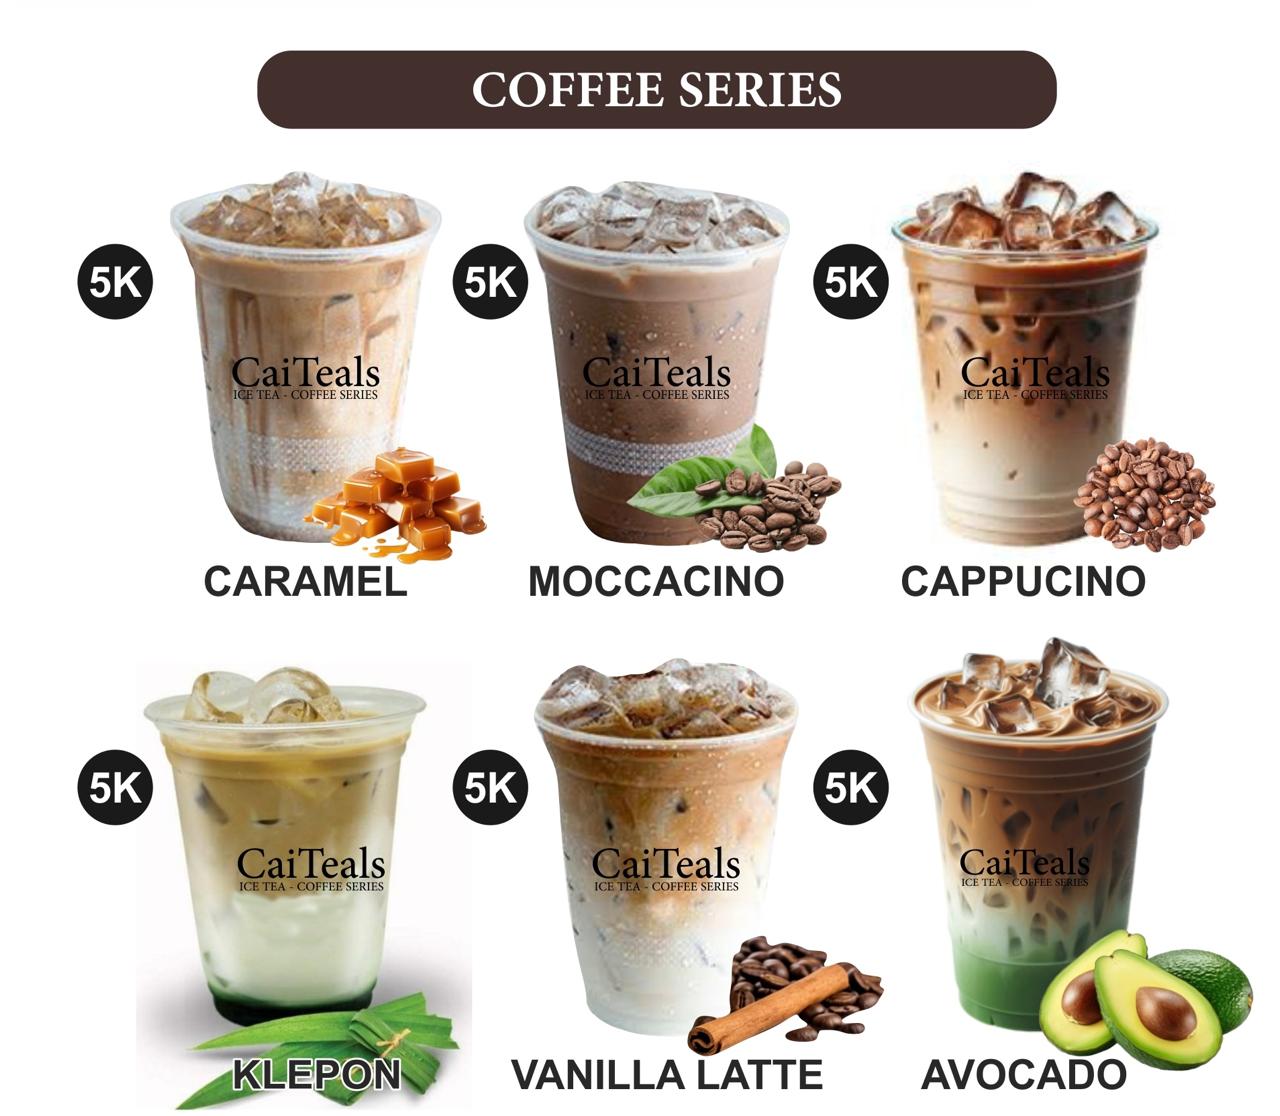 COFFEE SERIES
5K
CaiTeals
ICE TEA - COFFEE SERIES
CARAMEL
5K
CaiTeals
ICE TEA - COFFEE SERIES
MOCCACINO
5K
CaiTeals
ICE TEA - COFFEE SERIES
CAPPUCINO
5K
CaiTeals
ICE TEA - COFFEE SERIES
KLEPON
5K
CaiTeals
ICE TEA - COFFEE SERIES
VANILLA LATTE
5K
CaiTeals
ICE TEA - COFFEE SERIES
AVOCADO